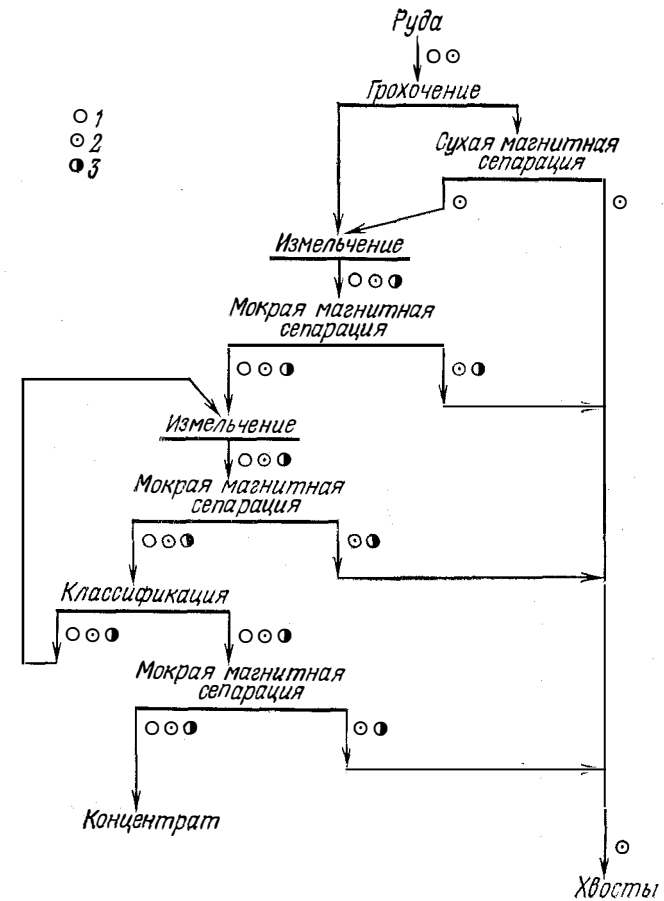 Руда
Грохочение
1
2
3
Сухая магнитная
сепарация
Измельчение
Мокрая магнитная
сепарация
Измельчение
Мокрая магнитная
сепарация
Классификация
Мокрая магнитная
сепарация
Концентрат
Хвосты